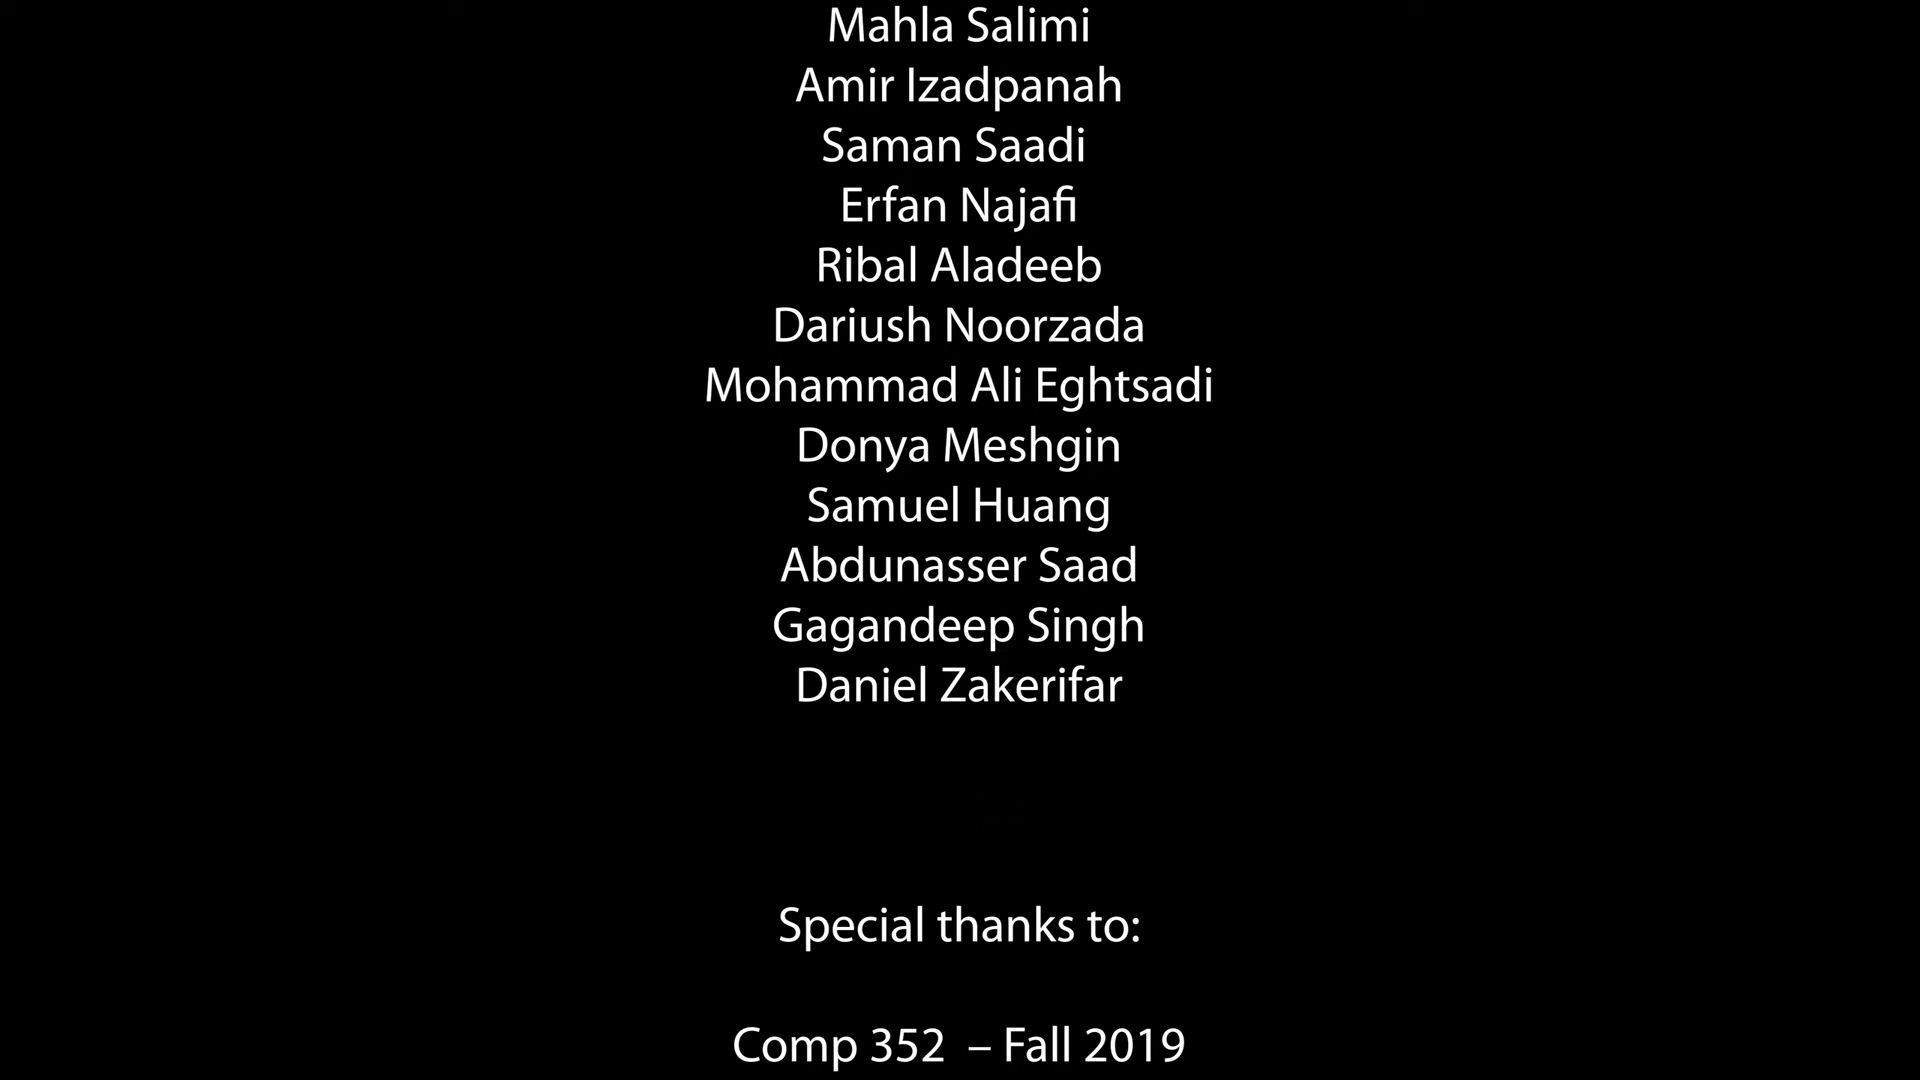 Mahla Salimi
Amir Izadpanah
Saman Saadi
Erfan Najafi
Ribal Aladeeb
Dariush Noorzada
Mohammad Ali Eghtsadi
Donya Meshgin
Samuel Huang
Abdunasser Saad
Gagandeep Singh
Daniel Zakerifar
Special thanks to:
Comp 352 – Fall 2019